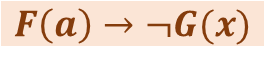 F(a) → ¬G(x)